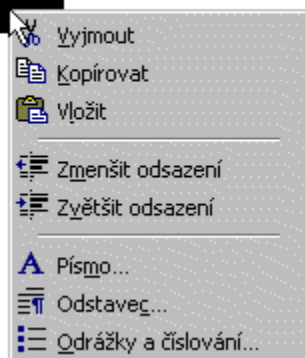 Vyjmout
Kopírovat
Vložit
Zmenšit odsazení
Zvětšit odsazení
Písmo...
Odstavec...
Odrážky a číslování...